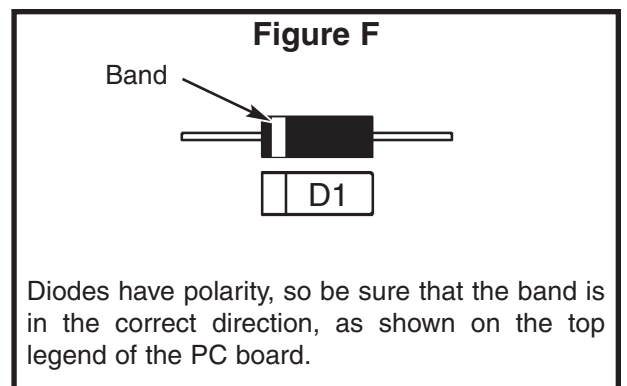 Figure F
Band
D1
Diodes have polarity, so be sure that the band is
in the correct direction, as shown on the top
legend of the PC board.